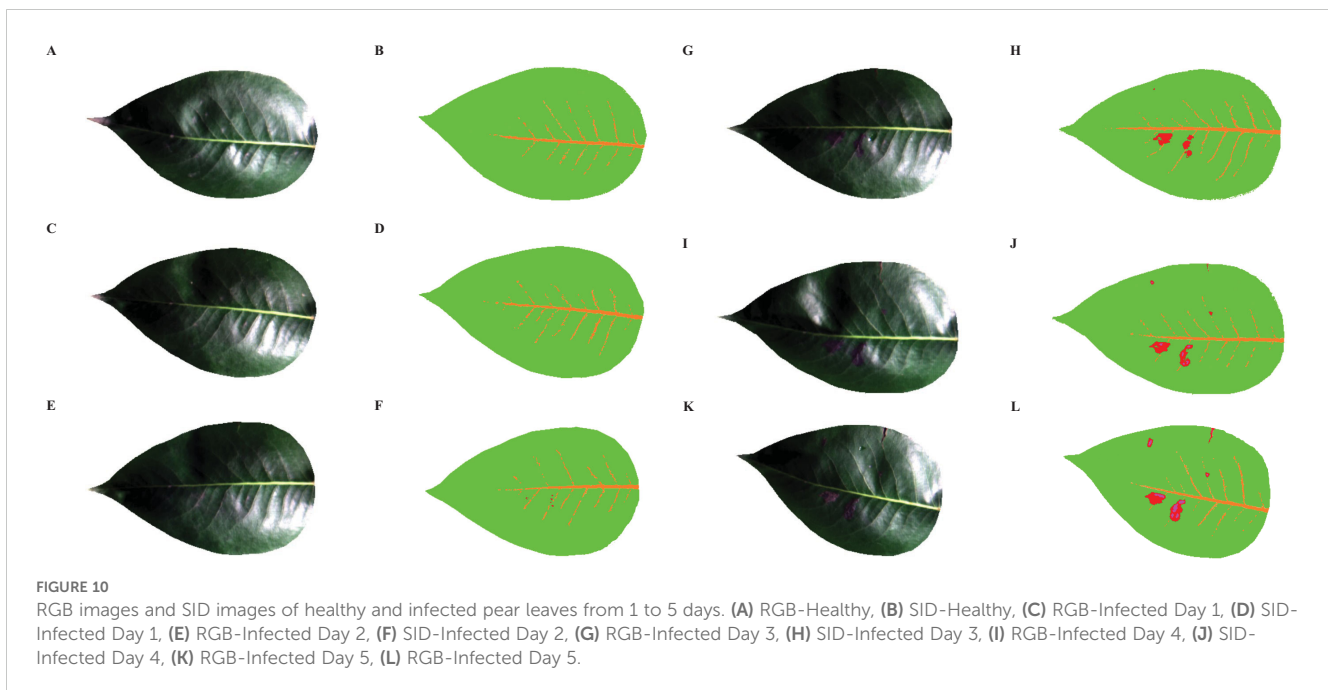 A
B
G
H
C
D
I
J
E
F
K
L
FIGURE 10
RGB images and SID images of healthy and infected pear leaves from 1 to 5 days. (A) RGB-Healthy, (B) SID-Healthy, (C) RGB-Infected Day 1, (D) SID-
Infected Day 1, (E) RGB-Infected Day 2, (F) SID-Infected Day 2, (G) RGB-Infected Day 3, (H) SID-Infected Day 3, (I) RGB-Infected Day 4, (J) SID-
Infected Day 4, (K) RGB-Infected Day 5, (L) RGB-Infected Day 5.